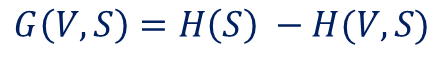 G(V,S) = H(S) − H(V,S)